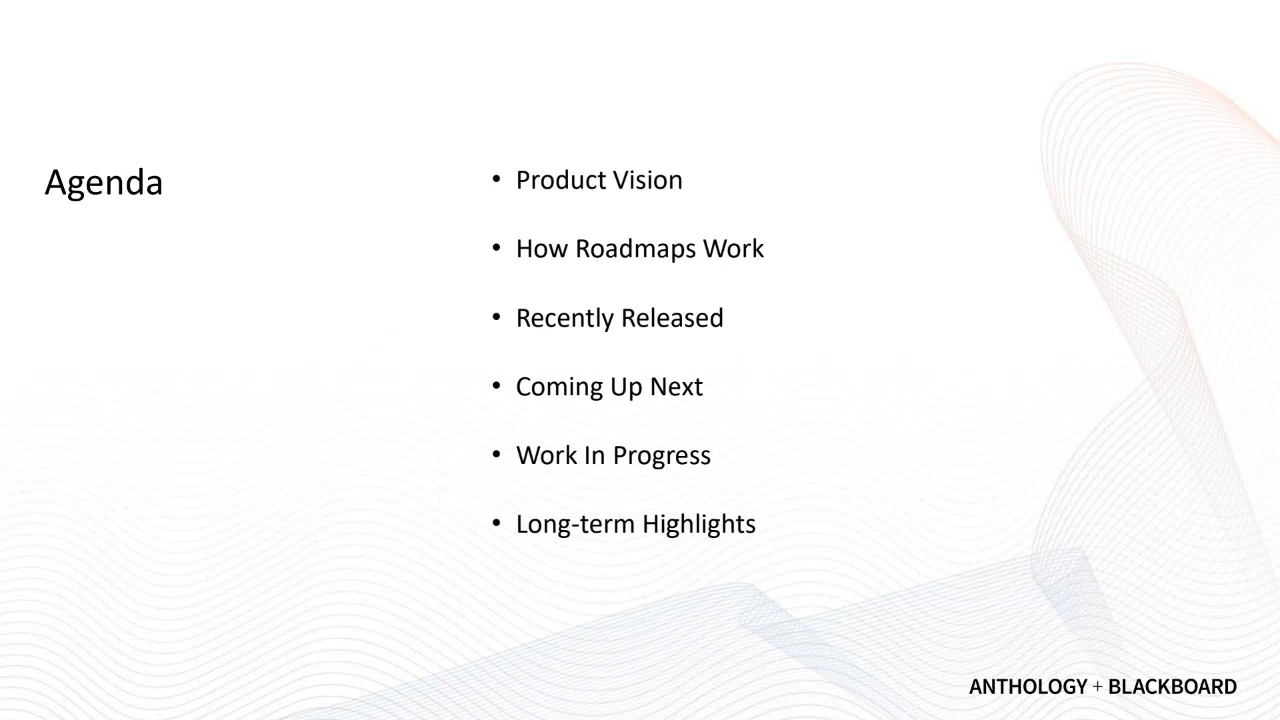 Agenda
• Product Vision
• How Roadmaps Work
• Recently Released
• Coming Up Next
• Work In Progress
• Long-term Highlights
ANTHOLOGY + BLACKBOARD